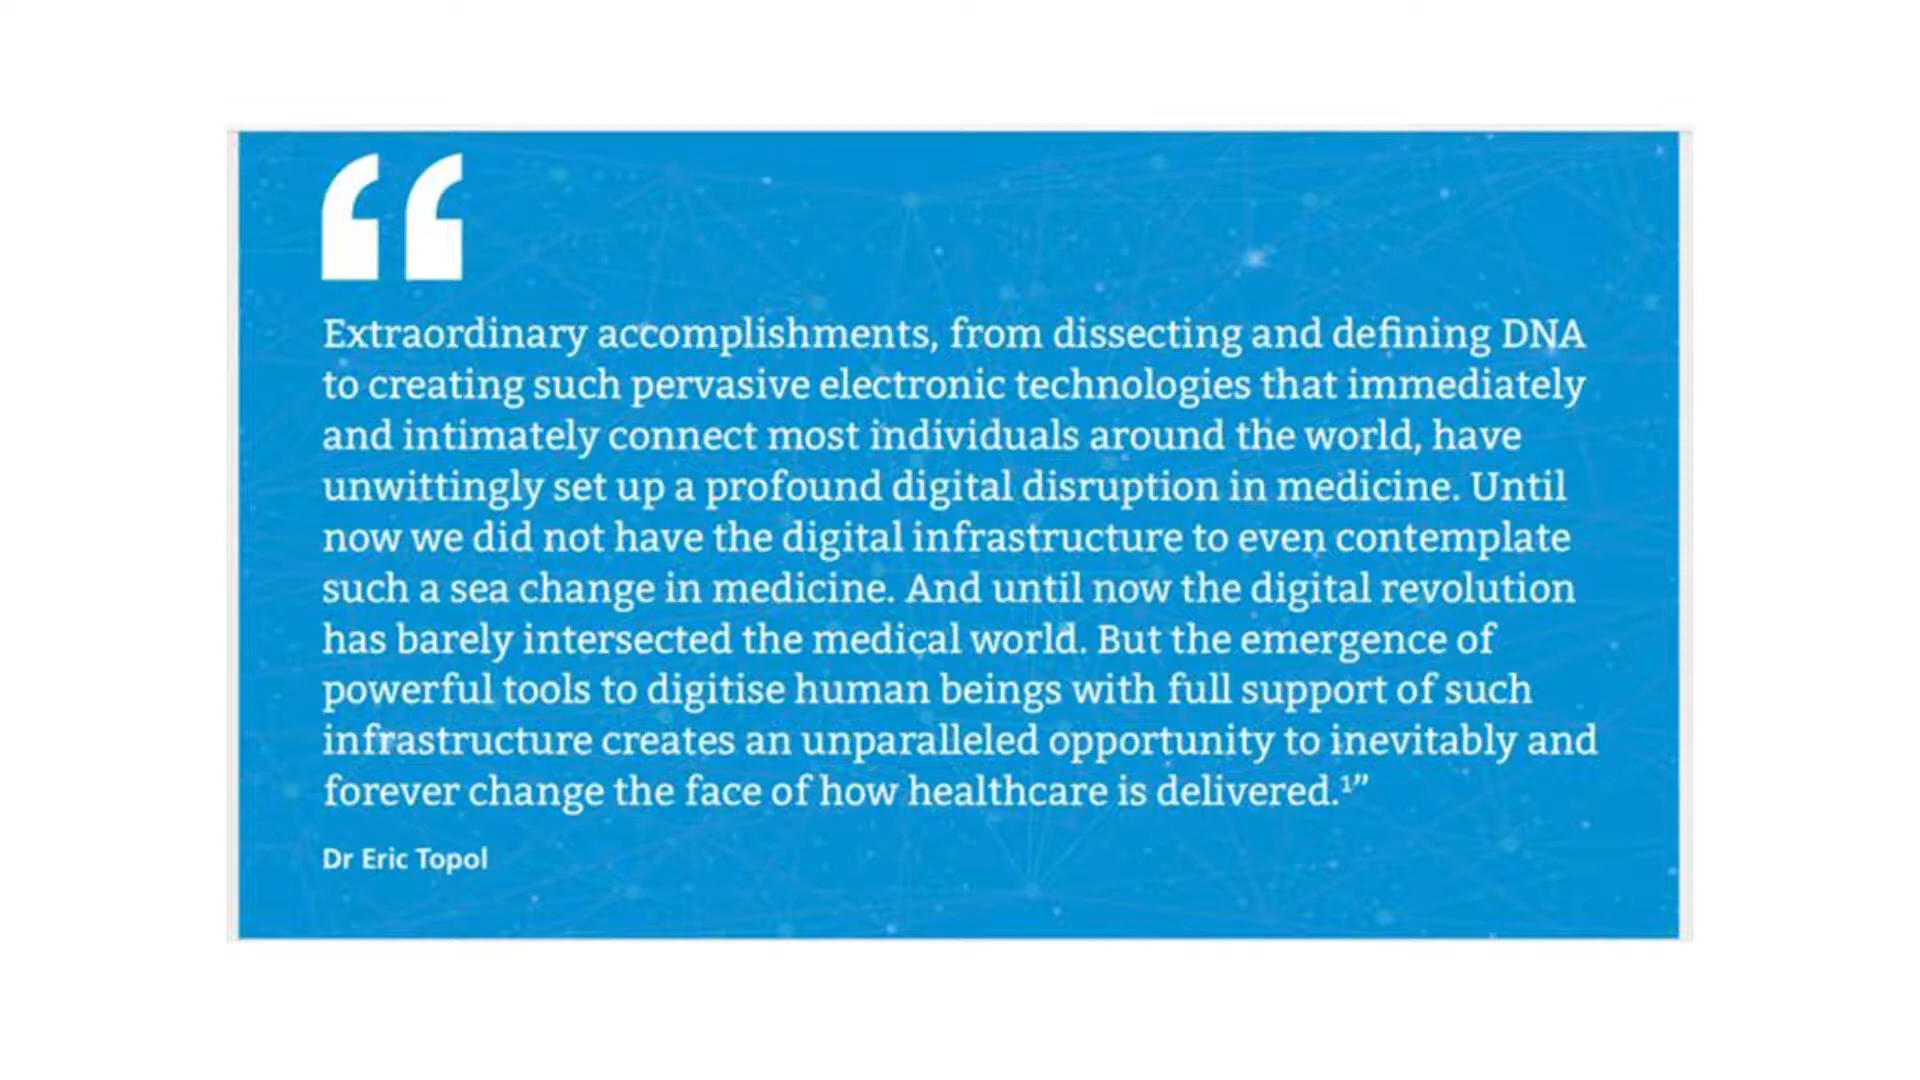 “
Extraordinary accomplishments, from dissecting and defining DNA
to creating such pervasive electronic technologies that immediately
and intimately connect most individuals around the world, have
unwittingly set up a profound digital disruption in medicine. Until
now we did not have the digital infrastructure to even contemplate
such a sea change in medicine. And until now the digital revolution
has barely intersected the medical world. But the emergence of
powerful tools to digitise human beings with full support of such
infrastructure creates an unparalleled opportunity to inevitably and
forever change the face of how healthcare is delivered.¹”
Dr Eric Topol